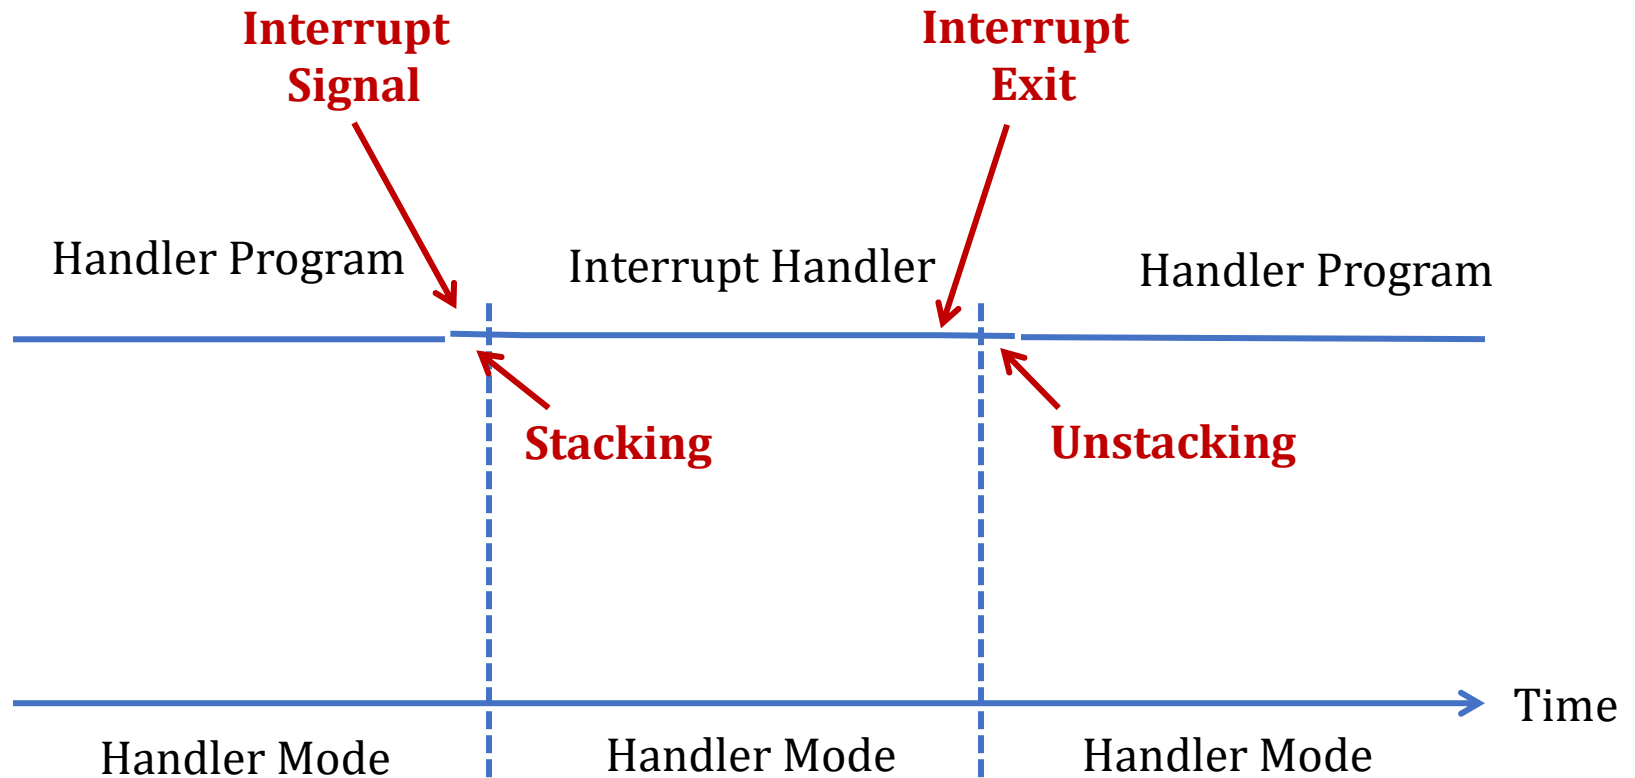 Interrupt
Signal
Interrupt
Exit
Handler Program
Interrupt Handler
Handler Program
Stacking
Unstacking
Time
Handler Mode
Handler Mode
Handler Mode